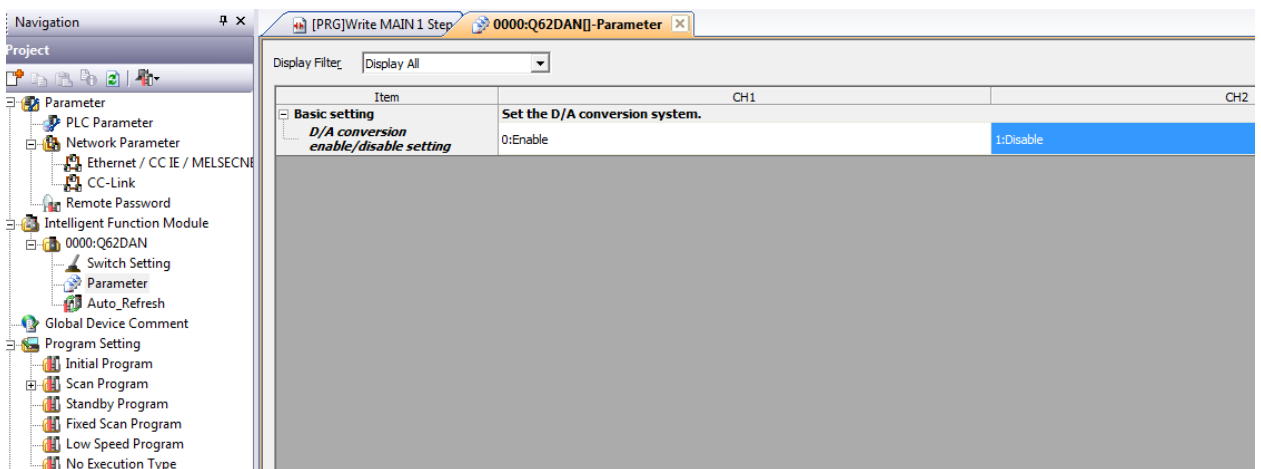 Navigation
Project
Parameter
PLC Parameter
Network Parameter
Ethernet / CC IE / MELSECNE
CC-Link
Remote Password
Intelligent Function Module
0000:Q62DAN
Switch Setting
Parameter
Auto_Refresh
Global Device Comment
Program Setting
Initial Program
Scan Program
Standby Program
Fixed Scan Program
Low Speed Program
No Execution Type
[PRG]Write MAIN 1 Step
0000:Q62DAN[]-Parameter
Display Filter Display All
Item CH1 CH2
Basic setting Set the D/A conversion system.
D/A conversion
enable/disable setting 0:Enable 1:Disable